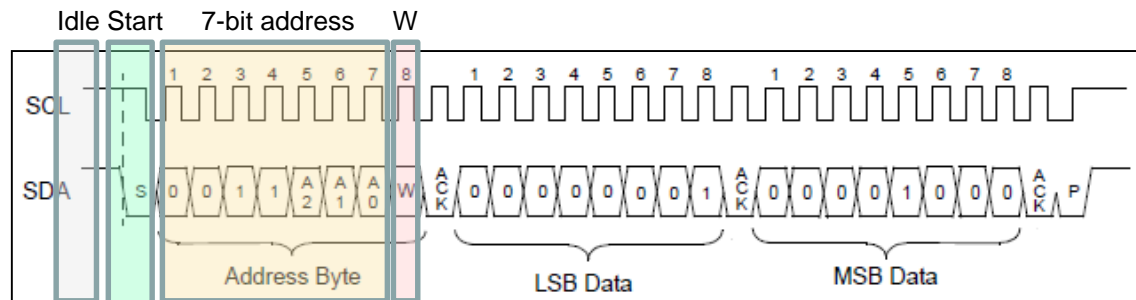 Idle Start 7-bit address W
1 2 3 4 5 6 7 8 1 2 3 4 5 6 7 8 1 2 3 4 5 6 7 8
SCL
SDA S 0 0 1 1 A2 A1 A0 W ACK 0 0 0 0 0 0 0 1 ACK 0 0 0 0 1 0 0 0 ACK P
Address Byte LSB Data MSB Data